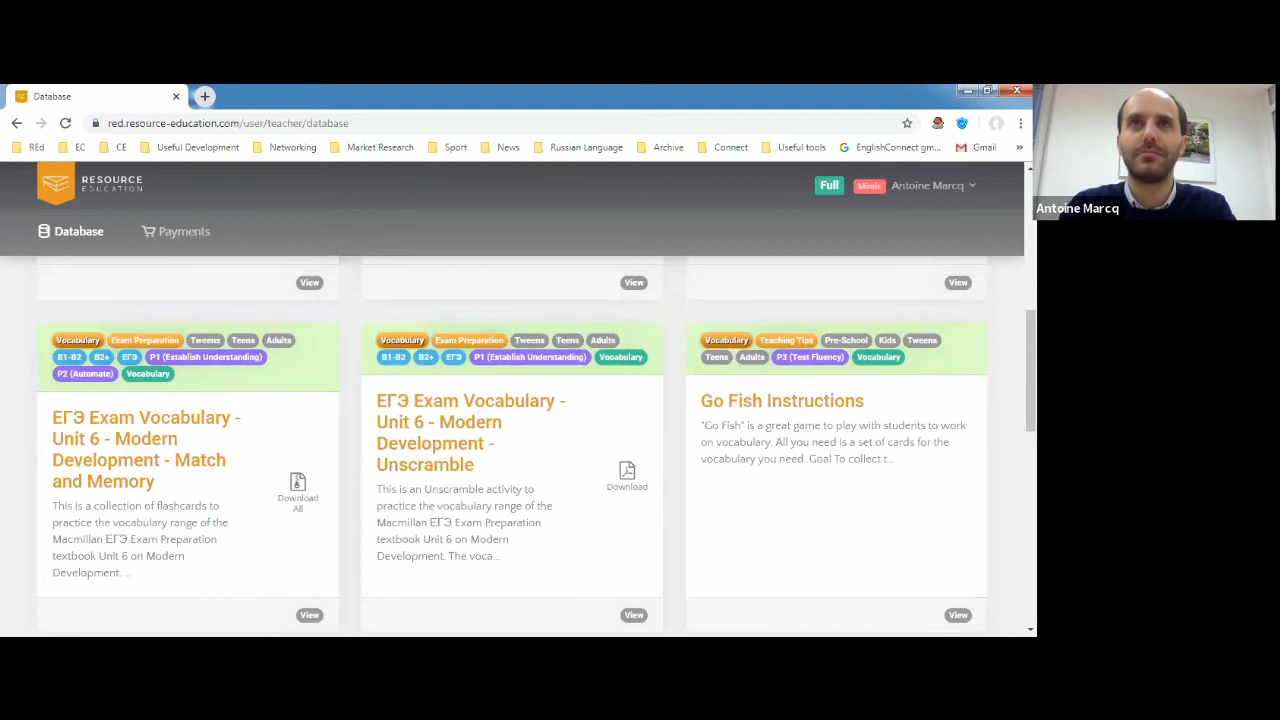 Database
red.resource-education.com/user/teacher/database
REd EC CE Useful Development Networking Market Research Sport News Russian Language Archive Connect Useful tools EnglishConnect gm... Gmail »
RESOURCE
EDUCATION
Full Mimic Antoine Marcq
Database Payments
View View View
Vocabulary Exam Preparation Tweens Teens Adults
B1-B2 B2+ ЕГЭ P1 (Establish Understanding)
P2 (Automate) Vocabulary
ЕГЭ Exam Vocabulary -
Unit 6 - Modern
Development - Match
and Memory
This is a collection of flashcards to
practice the vocabulary range of the
Macmillan ЕГЭ Exam Preparation
textbook Unit 6 on Modern
Development. ...
Download
All
View
Vocabulary Exam Preparation Tweens Teens Adults
B1-B2 B2+ ЕГЭ P1 (Establish Understanding) Vocabulary
ЕГЭ Exam Vocabulary -
Unit 6 - Modern
Development -
Unscramble
This is an Unscramble activity to
practice the vocabulary range of the
Macmillan ЕГЭ Exam Preparation
textbook Unit 6 on Modern
Development. The voca...
Download
View
Vocabulary Teaching Tips Pre-School Kids Tweens
Teens Adults P3 (Test Fluency) Vocabulary
Go Fish Instructions
"Go Fish" is a great game to play with students to work
on vocabulary. All you need is a set of cards for the
vocabulary you need. Goal To collect t...
View
Antoine Marcq